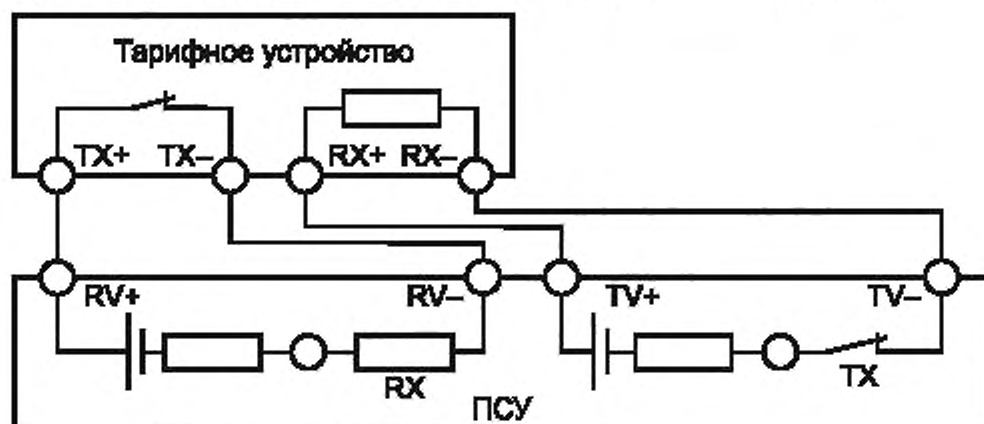 Тарифное устройство
TX+ TX– RX+ RX–
RV+ RV– TV+ TV–
RX TX
ПСУ